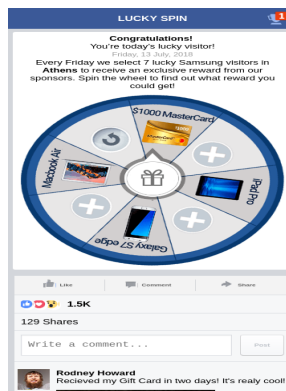 LUCKY SPIN
1
Congratulations!
You're today's lucky visitor!
Friday, 13 July, 2018
Every Friday we select 7 lucky Samsung visitors in
Athens to receive an exclusive reward from our
sponsors. Spin the wheel to find out what reward you
could get!
$1000 MasterCard
Macbook Air
iPad Pro
Galaxy S7 edge
Like
Comment
Share
1.5K
129 Shares
Write a comment...
Post
Rodney Howard
Recieved my Gift Card in two days! It's realy cool!